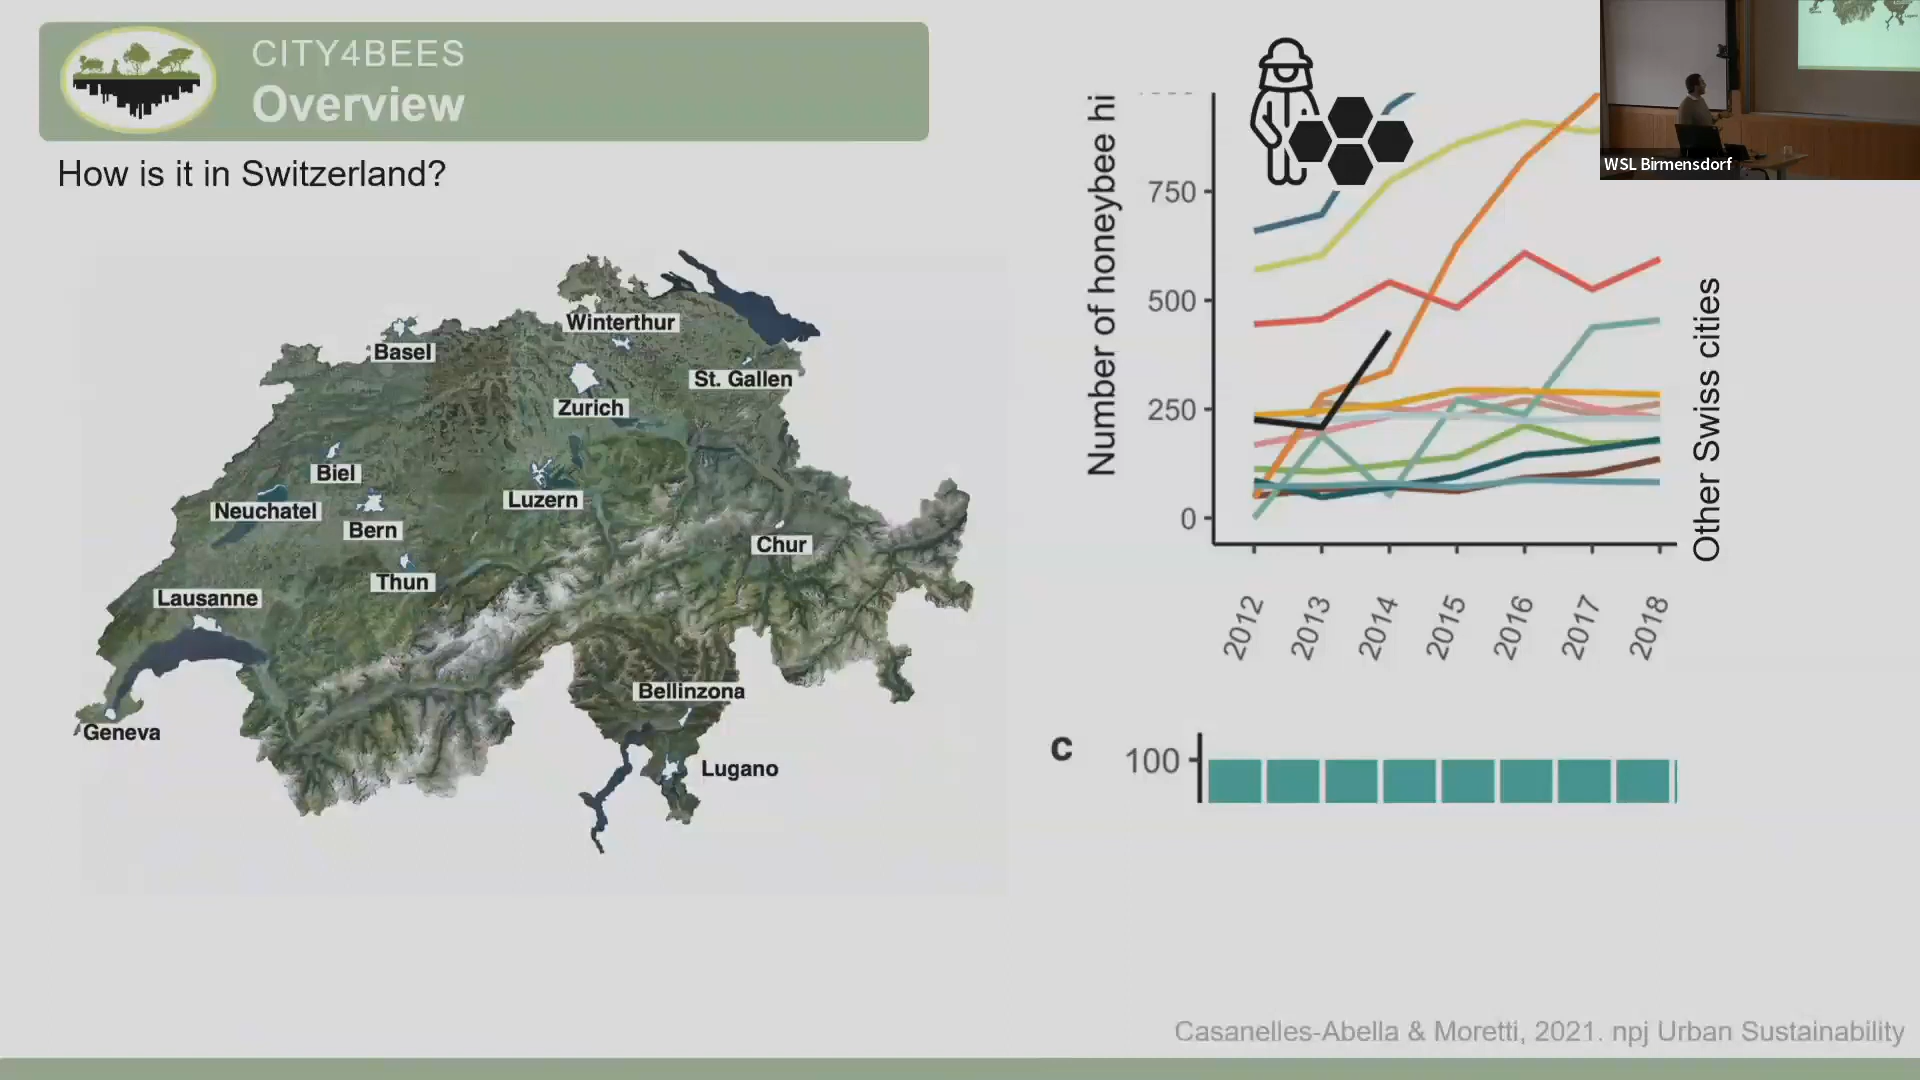 CITY4BEES
Overview
How is it in Switzerland?
Winterthur
Basel
St. Gallen
Zurich
Biel
Luzern
Neuchatel
Bern
Chur
Thun
Lausanne
Bellinzona
Geneva
Lugano
Number of honeybee hi
750
500
250
0
2012
2013
2014
2015
2016
2017
2018
Other Swiss cities
WSL Birmensdorf
c
100
Casanelles-Abella & Moretti, 2021. npj Urban Sustainability